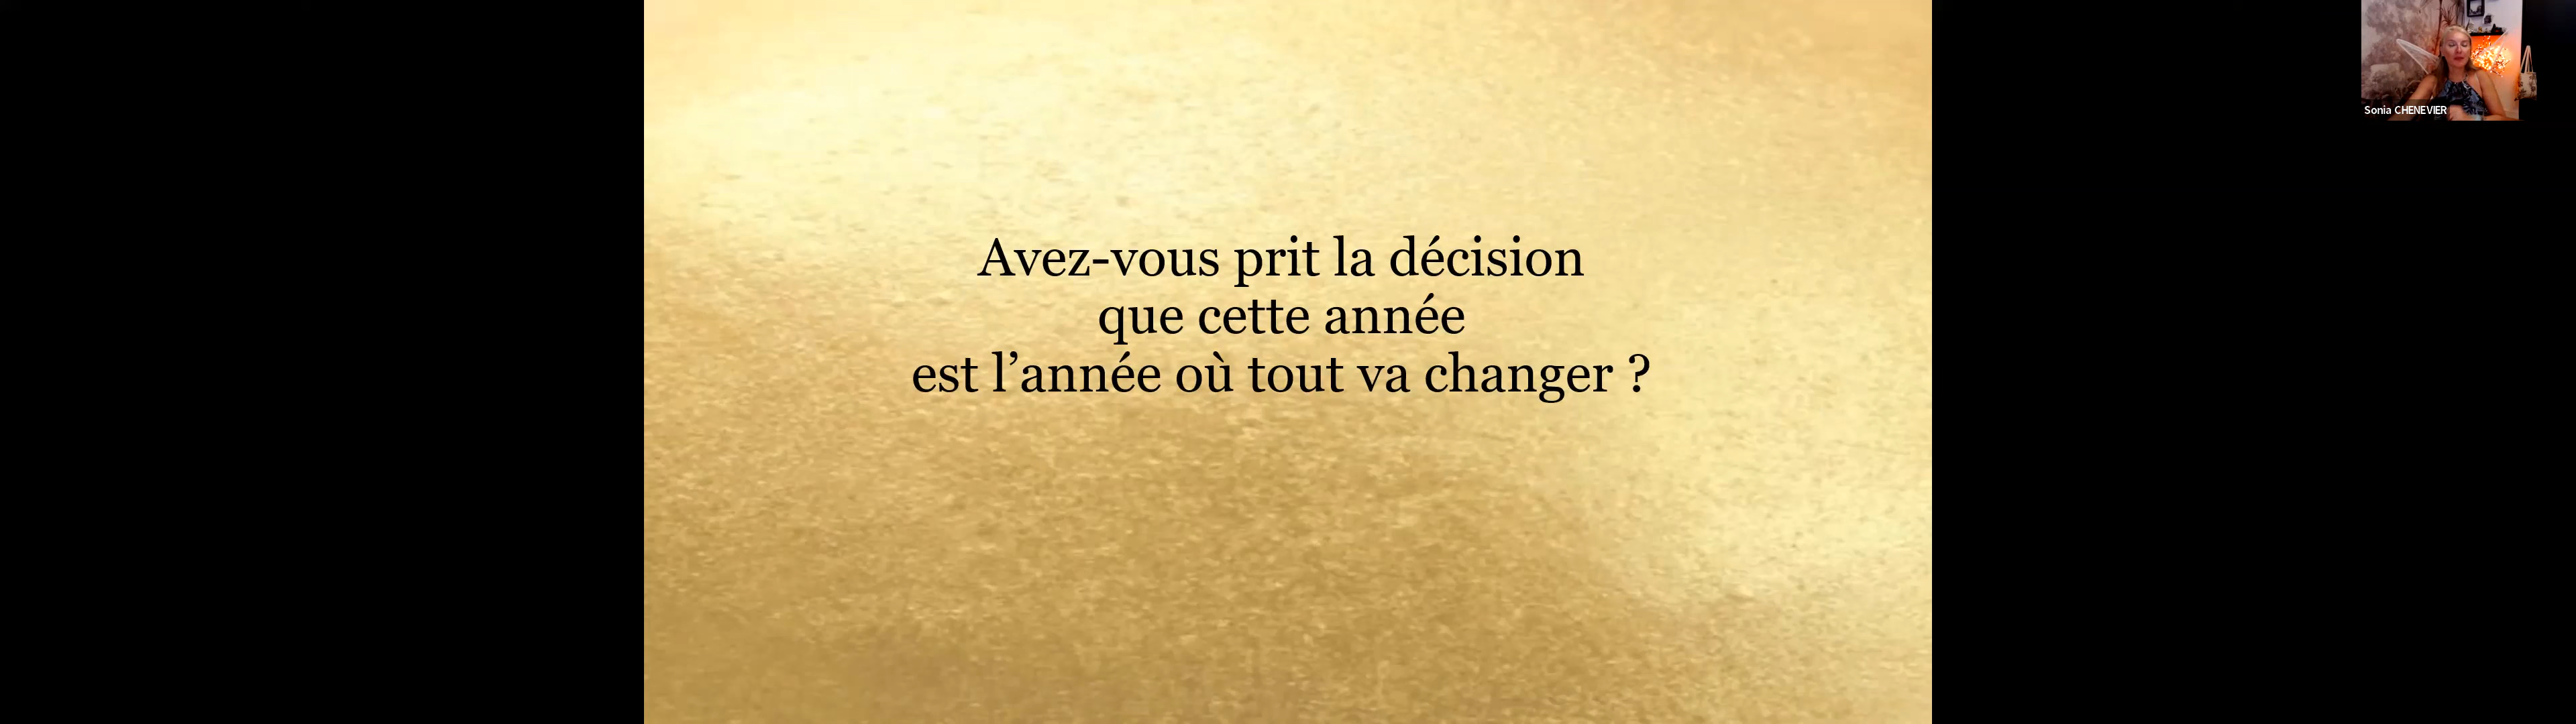 Avez-vous prit la décision
que cette année
est l’année où tout va changer ?
Sonia CHENEVIER